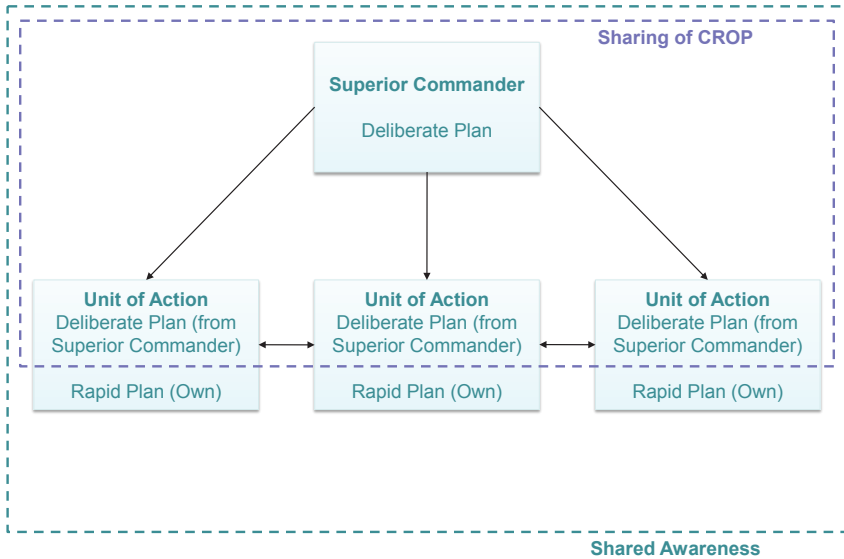 Sharing of CROP
Superior Commander
Deliberate Plan
Unit of Action
Deliberate Plan (from
Superior Commander)
Rapid Plan (Own)
Unit of Action
Deliberate Plan (from
Superior Commander)
Rapid Plan (Own)
Unit of Action
Deliberate Plan (from
Superior Commander)
Rapid Plan (Own)
Shared Awareness